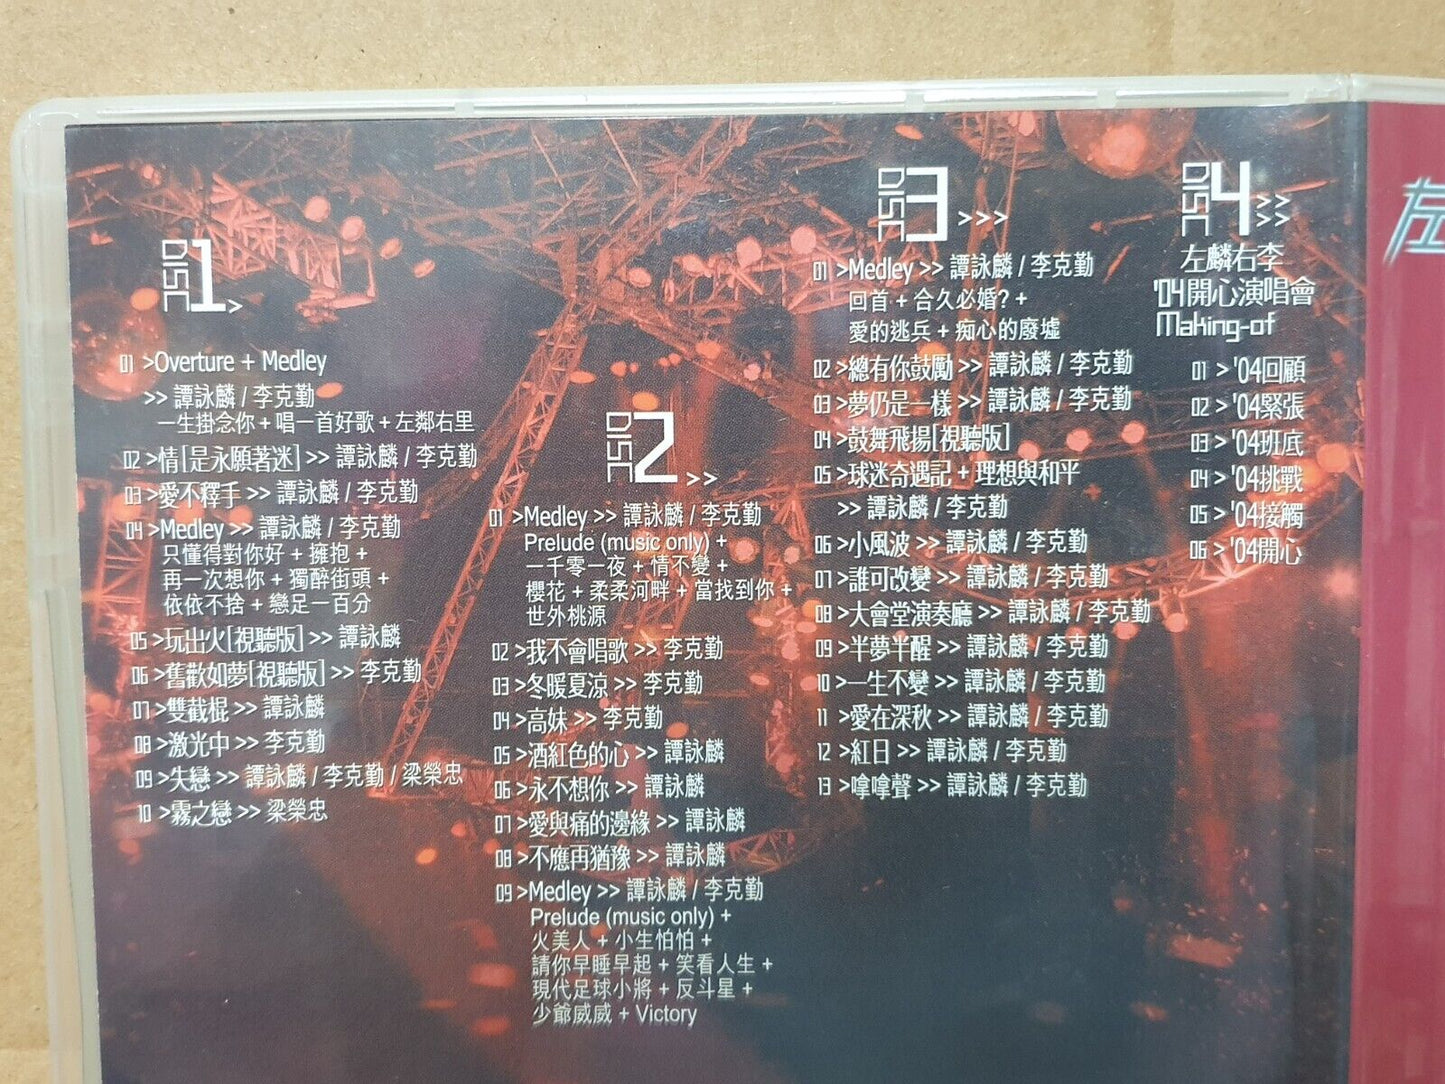 DISC 1 >
01 >Overture + Medley
>> 譚詠麟 / 李克勤
一生掛念你 + 唱一首好歌 + 左鄰右里
02 >情[是永願著迷] >> 譚詠麟 / 李克勤
03 >愛不釋手 >> 譚詠麟 / 李克勤
04 >Medley >> 譚詠麟 / 李克勤
只懂得對你好 + 擁抱 +
再一次想你 + 獨醉街頭 +
依依不捨 + 戀足一百分
05 >玩出火[視聽版] >> 譚詠麟
06 >舊歡如夢[視聽版] >> 李克勤
07 >雙截棍 >> 譚詠麟
08 >激光中 >> 李克勤
09 >失戀 >> 譚詠麟 / 李克勤 / 梁榮忠
10 >霧之戀 >> 梁榮忠
DISC 2 >>
01 >Medley >> 譚詠麟 / 李克勤
Prelude (music only) +
一千零一夜 + 情不變 +
櫻花 + 柔柔河畔 + 當找到你 +
世外桃源
02 >我不會唱歌 >> 李克勤
03 >冬暖夏涼 >> 李克勤
04 >高妹 >> 李克勤
05 >酒紅色的心 >> 譚詠麟
06 >永不想你 >> 譚詠麟
07 >愛與痛的邊緣 >> 譚詠麟
08 >不應再猶豫 >> 譚詠麟
09 >Medley >> 譚詠麟 / 李克勤
Prelude (music only) +
火美人 + 小生怕怕 +
請你早睡早起 + 笑看人生 +
現代足球小將 + 反斗星 +
少爺威威 + Victory
DISC 3 >>>
01 >Medley >> 譚詠麟 / 李克勤
回首 + 合久必婚? +
愛的逃兵 + 痴心的廢墟
02 >總有你鼓勵 >> 譚詠麟 / 李克勤
03 >夢仍是一樣 >> 譚詠麟 / 李克勤
04 >鼓舞飛揚[視聽版]
05 >球迷奇遇記 + 理想與和平
>> 譚詠麟 / 李克勤
06 >小風波 >> 譚詠麟 / 李克勤
07 >誰可改變 >> 譚詠麟 / 李克勤
08 >大會堂演奏廳 >> 譚詠麟 / 李克勤
09 >半夢半醒 >> 譚詠麟 / 李克勤
10 >一生不變 >> 譚詠麟 / 李克勤
11 >愛在深秋 >> 譚詠麟 / 李克勤
12 >紅日 >> 譚詠麟 / 李克勤
13 >嗱嗱聲 >> 譚詠麟 / 李克勤
DISC 4 >>>>
左麟右李
'04開心演唱會
Making-of
01 >'04回顧
02 >'04緊張
03 >'04班底
04 >'04挑戰
05 >'04接觸
06 >'04開心
左